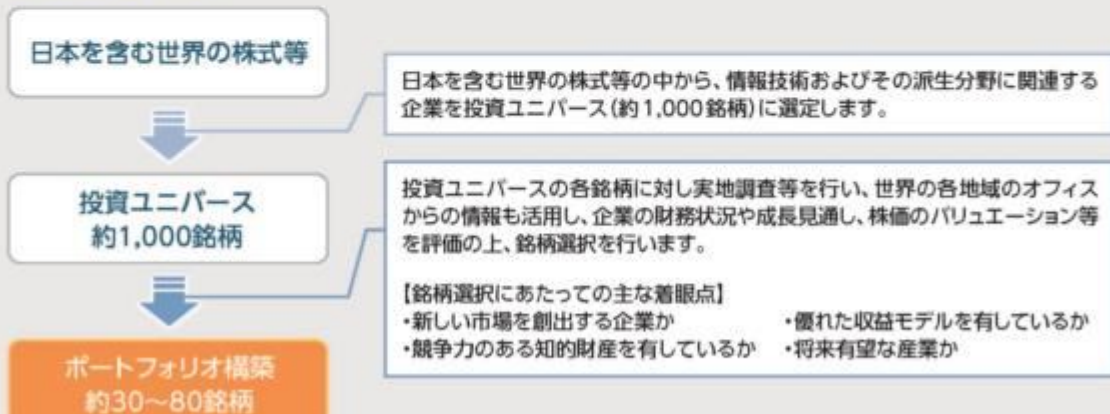 日本を含む世界の株式等
日本を含む世界の株式等の中から、情報技術およびその派生分野に関連する
企業を投資ユニバース(約1,000銘柄)に選定します。
投資ユニバース
約1,000銘柄
投資ユニバースの各銘柄に対し実地調査等を行い、世界の各地域のオフィス
からの情報も活用し、企業の財務状況や成長見通し、株価のバリュエーション等
を評価の上、銘柄選択を行います。
【銘柄選択にあたっての主な着眼点】
・新しい市場を創出する企業か ・優れた収益モデルを有しているか
・競争力のある知的財産を有しているか ・将来有望な産業か
ポートフォリオ構築
約30〜80銘柄